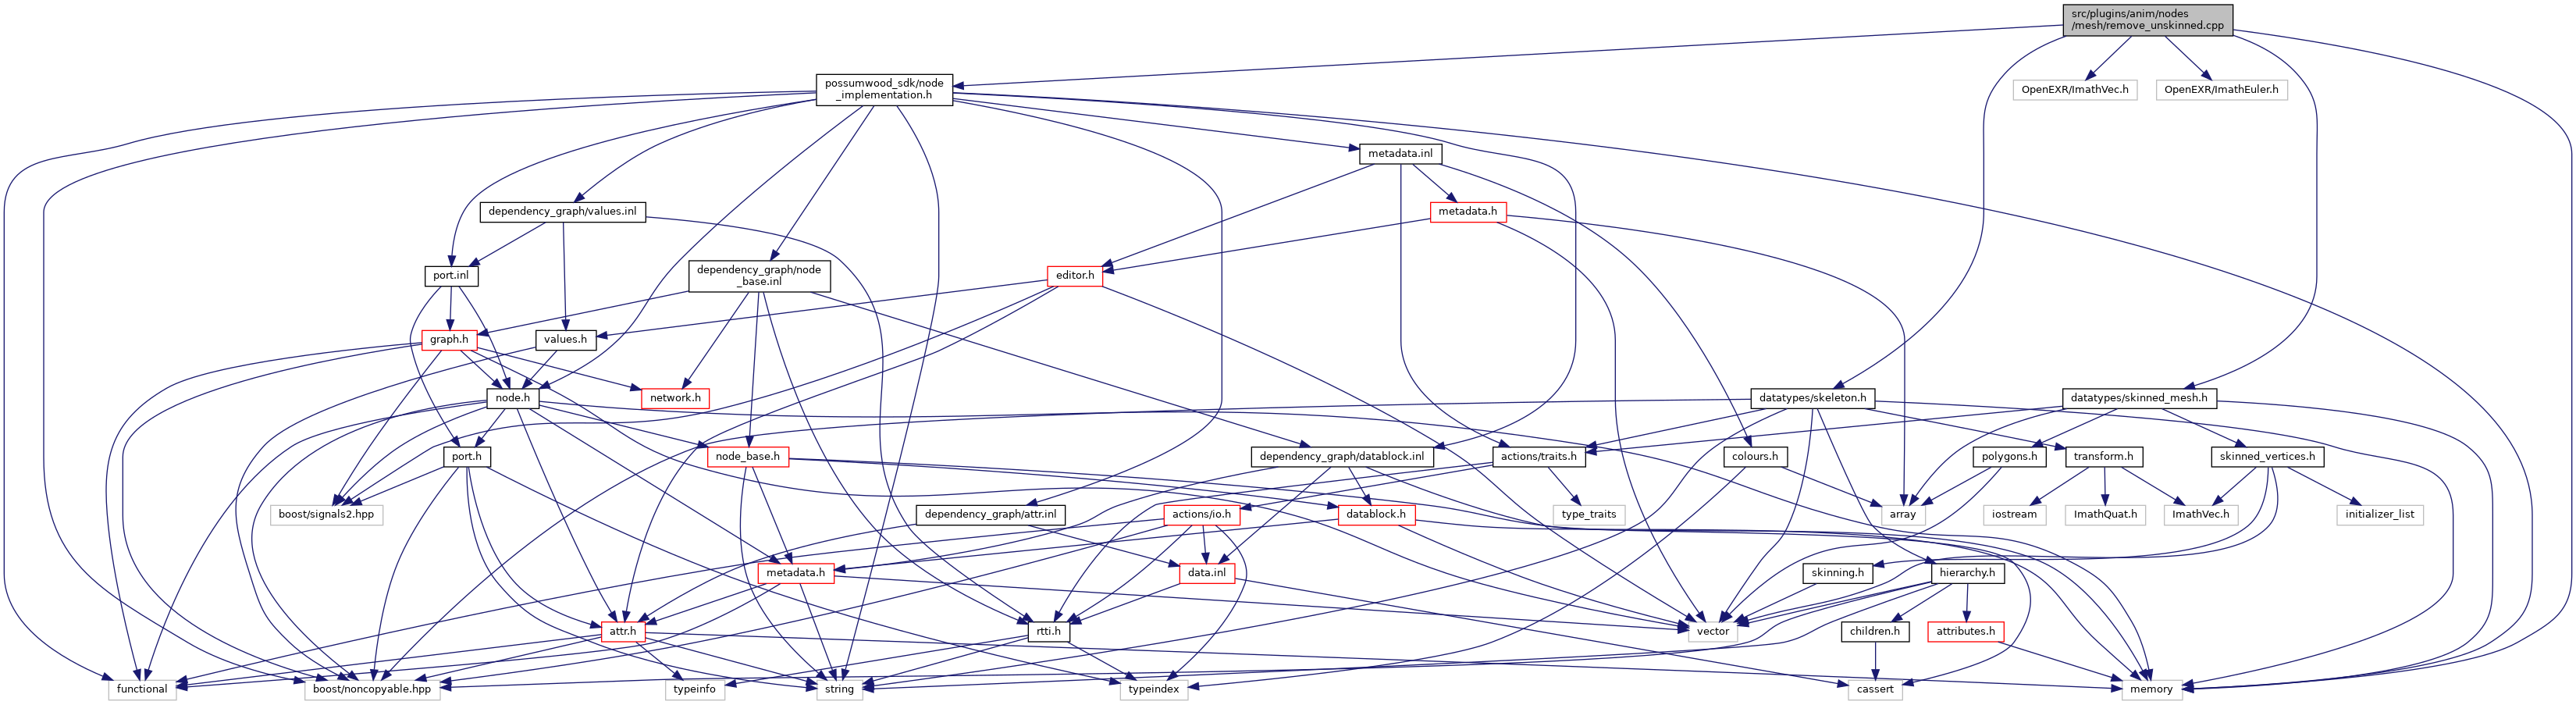 src/plugins/anim/nodes
/mesh/remove_unskinned.cpp
possumwood_sdk/node
_implementation.h
OpenEXR/ImathVec.h
OpenEXR/ImathEuler.h
metadata.inl
dependency_graph/values.inl
metadata.h
port.inl
dependency_graph/node
_base.inl
editor.h
graph.h
values.h
network.h
node.h
datatypes/skeleton.h
datatypes/skinned_mesh.h
port.h
node_base.h
dependency_graph/datablock.inl
actions/traits.h
colours.h
polygons.h
transform.h
skinned_vertices.h
boost/signals2.hpp
dependency_graph/attr.inl
actions/io.h
datablock.h
type_traits
array
iostream
ImathQuat.h
ImathVec.h
initializer_list
metadata.h
data.inl
skinning.h
hierarchy.h
attr.h
rtti.h
vector
children.h
attributes.h
functional
boost/noncopyable.hpp
typeinfo
string
typeindex
cassert
memory